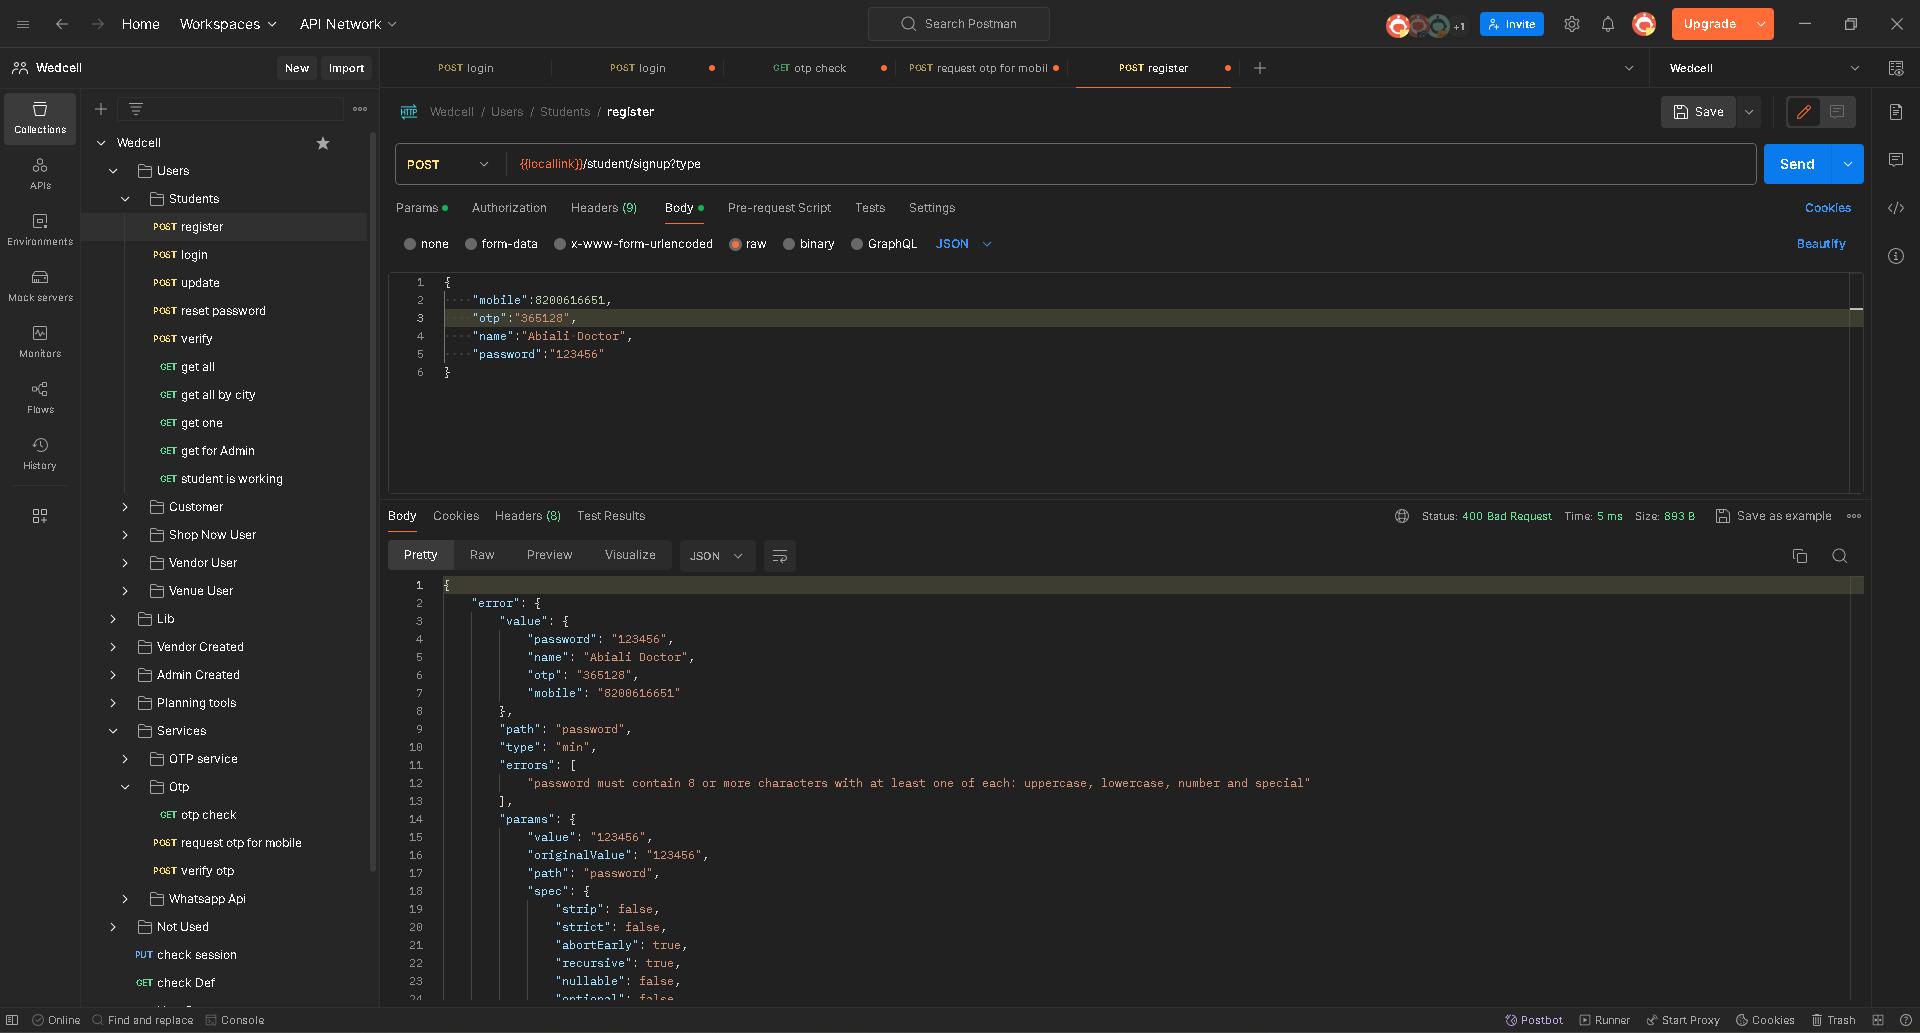 Home
Workspaces
API Network
Search Postman
+1
Invite
Upgrade
Wedcell
New
Import
POST login
POST login
GET otp check
POST request otp for mobil
POST register
Wedcell
Collections
APIs
Environments
Mock servers
Monitors
Flows
History
Wedcell
Users
Students
POST register
POST login
POST update
POST reset password
POST verify
GET get all
GET get all by city
GET get one
GET get for Admin
GET student is working
Customer
Shop Now User
Vendor User
Venue User
Lib
Vendor Created
Admin Created
Planning tools
Services
OTP service
Otp
GET otp check
POST request otp for mobile
POST verify otp
Whatsapp Api
Not Used
PUT check session
GET check Def
HTTP Wedcell / Users / Students / register
Save
POST
{{locallink}}/student/signup?type
Send
Params
Authorization
Headers (9)
Body
Pre-request Script
Tests
Settings
Cookies
none
form-data
x-www-form-urlencoded
raw
binary
GraphQL
JSON
Beautify
1 {
2 "mobile":8200616651,
3 "otp":"365128",
4 "name":"Abiali Doctor",
5 "password":"123456"
6 }
Body
Cookies
Headers (8)
Test Results
Status: 400 Bad Request
Time: 5 ms
Size: 893 B
Save as example
Pretty
Raw
Preview
Visualize
JSON
1 {
2 "error": {
3 "value": {
4 "password": "123456",
5 "name": "Abiali Doctor",
6 "otp": "365128",
7 "mobile": "8200616651"
8 },
9 "path": "password",
10 "type": "min",
11 "errors": [
12 "password must contain 8 or more characters with at least one of each: uppercase, lowercase, number and special"
13 ],
14 "params": {
15 "value": "123456",
16 "originalValue": "123456",
17 "path": "password",
18 "spec": {
19 "strip": false,
20 "strict": false,
21 "abortEarly": true,
22 "recursive": true,
23 "nullable": false,
24 "optional": false
Online
Find and replace
Console
Postbot
Runner
Start Proxy
Cookies
Trash